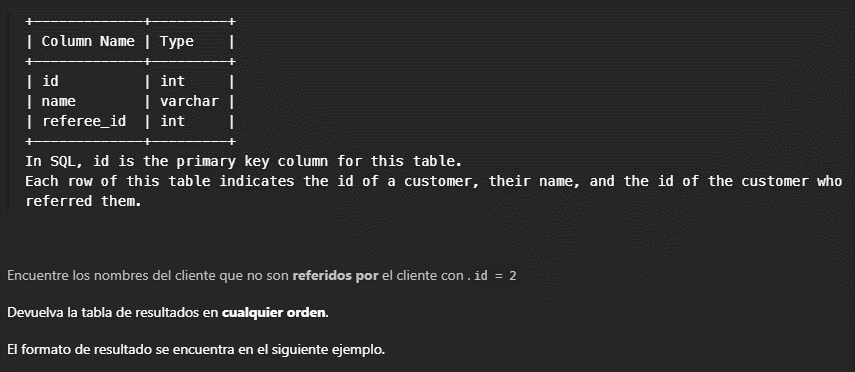 +-------------+---------+
| Column Name | Type    |
+-------------+---------+
| id          | int     |
| name        | varchar |
| referee_id  | int     |
+-------------+---------+
In SQL, id is the primary key column for this table.
Each row of this table indicates the id of a customer, their name, and the id of the customer who
referred them.
Encuentre los nombres del cliente que no son referidos por el cliente con . id = 2
Devuelva la tabla de resultados en cualquier orden.
El formato de resultado se encuentra en el siguiente ejemplo.